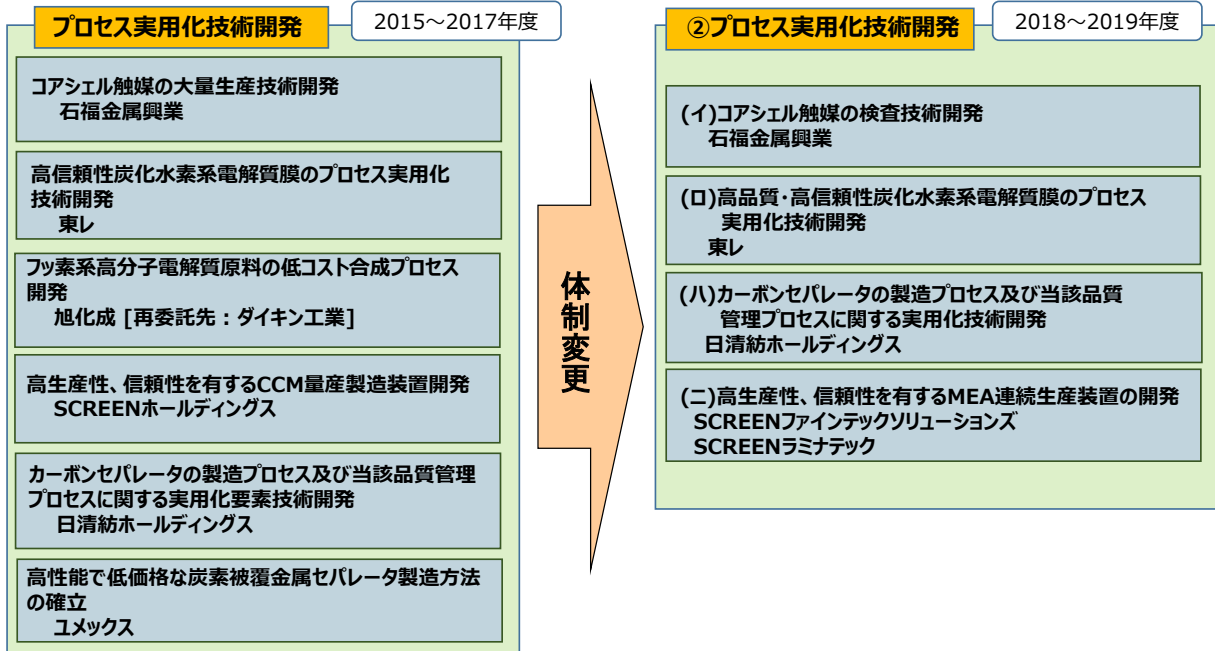 プロセス実用化技術開発
2015～2017年度
コアシェル触媒の大量生産技術開発
石福金属興業
高信頼性炭化水素系電解質膜のプロセス実用化
技術開発
東レ
フッ素系高分子電解質原料の低コスト合成プロセス
開発
旭化成 [再委託先：ダイキン工業]
高生産性、信頼性を有するCCM量産製造装置開発
SCREENホールディングス
カーボンセパレータの製造プロセス及び当該品質管理
プロセスに関する実用化要素技術開発
日清紡ホールディングス
高性能で低価格な炭素被覆金属セパレータ製造方法
の確立
ユメックス
体制変更
②プロセス実用化技術開発
2018～2019年度
(イ)コアシェル触媒の検査技術開発
石福金属興業
(ロ)高品質・高信頼性炭化水素系電解質膜のプロセス
実用化技術開発
東レ
(ハ)カーボンセパレータの製造プロセス及び当該品質
管理プロセスに関する実用化技術開発
日清紡ホールディングス
(ニ)高生産性、信頼性を有するMEA連続生産装置の開発
SCREENファインテックソリューションズ
SCREENラミナテック